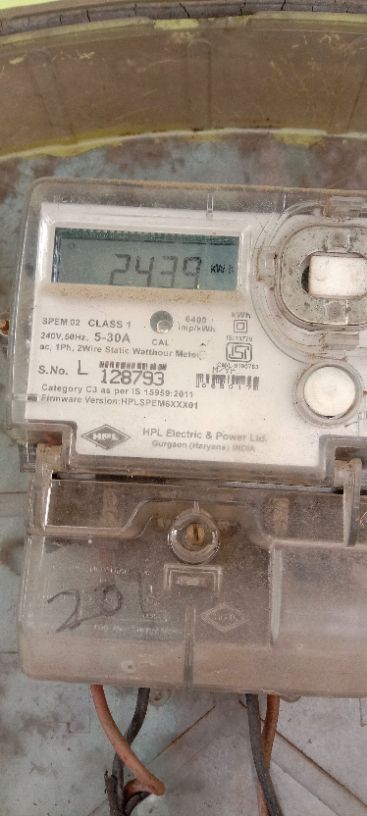 2439 kWh
SPEM 02 CLASS 1
240V, 50Hz, 5-30A
ac, 1Ph, 2Wire Static Watthour Meter
CAL
6400
imp/kWh
kWh
IS:13779
S.No. L 128793
Category C3 as per IS 15959:2011
Firmware Version:HPLSPEM6XXX01
HPL
HPL Electric & Power Ltd.
Gurgaon (Haryana) INDIA